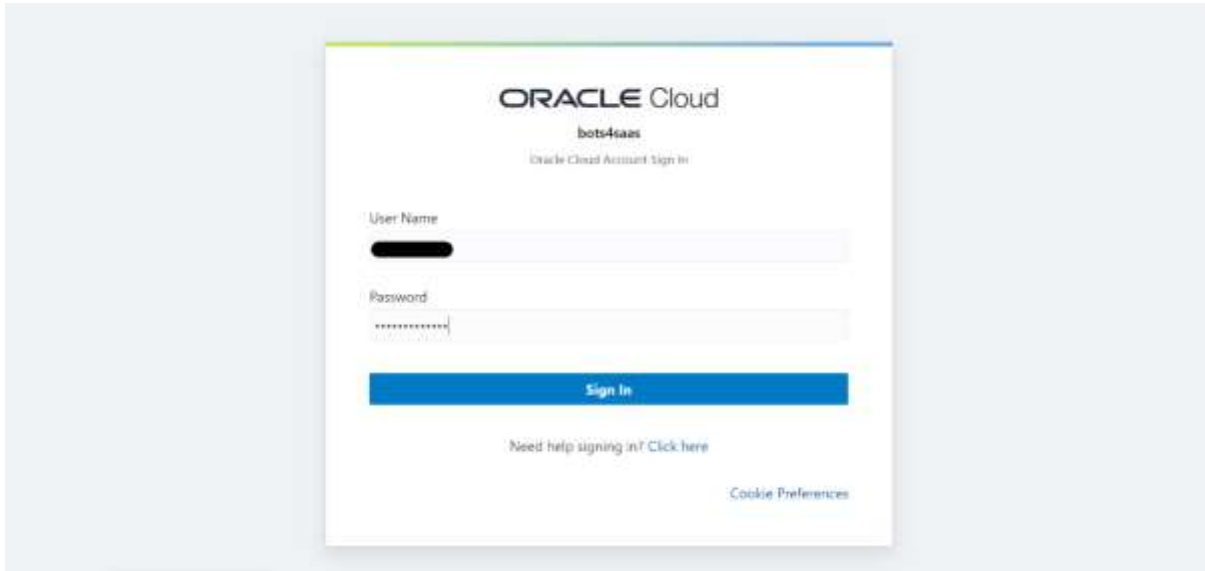 ORACLE Cloud
bots4saas
Oracle Cloud Account Sign In
User Name
Password
Sign In
Need help signing in? Click here
Cookie Preferences